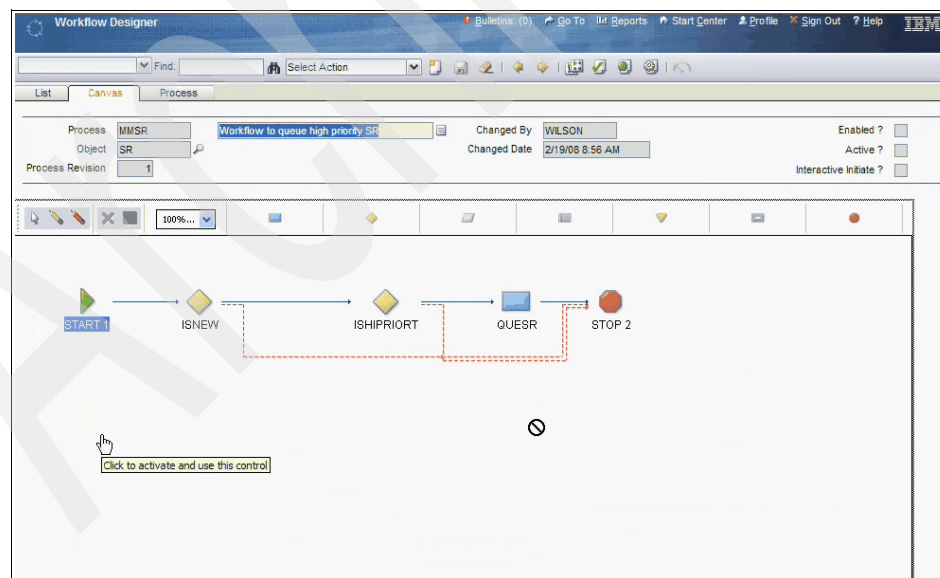 Workflow Designer
Bulletins: (0) Go To Reports Start Center Profile Sign Out ? Help IBM
Find: Select Action
List Canvas Process
Process MMSR Workflow to queue high priority SR Changed By WILSON Enabled ?
Object SR Changed Date 2/19/08 8:56 AM Active ?
Process Revision 1 Interactive Initiate ?
100%...
START 1 ISNEW ISHIPRIORT QUESR STOP 2
Click to activate and use this control